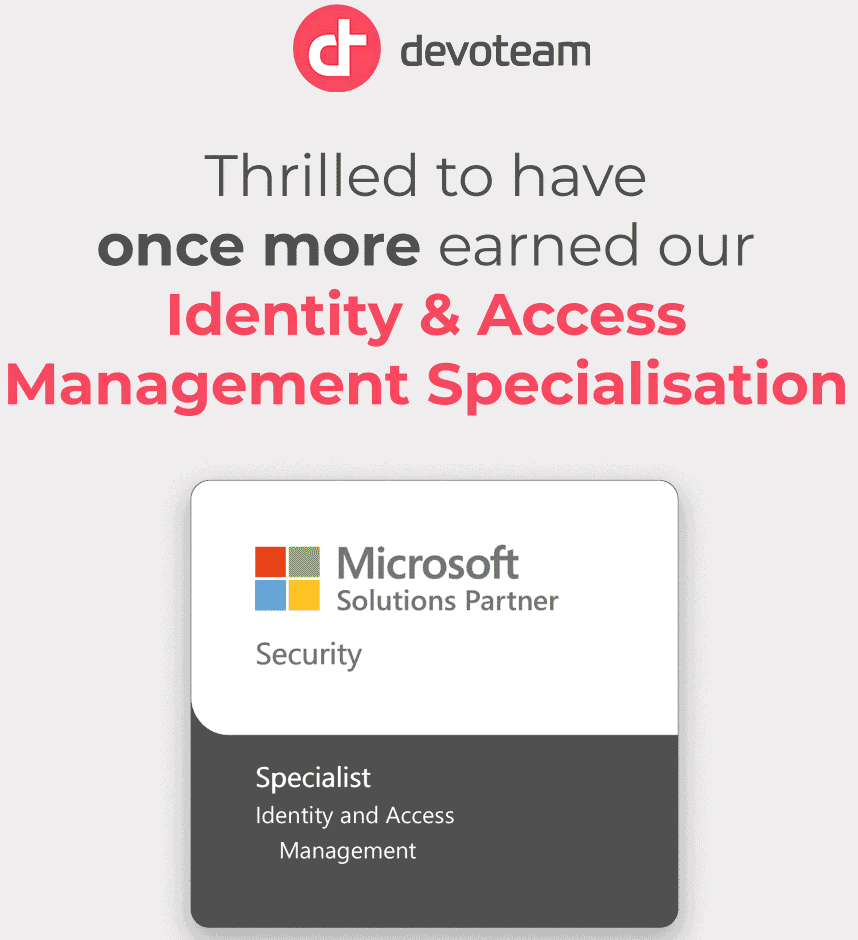 devoteam
Thrilled to have
once more earned our
Identity & Access
Management Specialisation
Microsoft
Solutions Partner
Security
Specialist
Identity and Access
Management